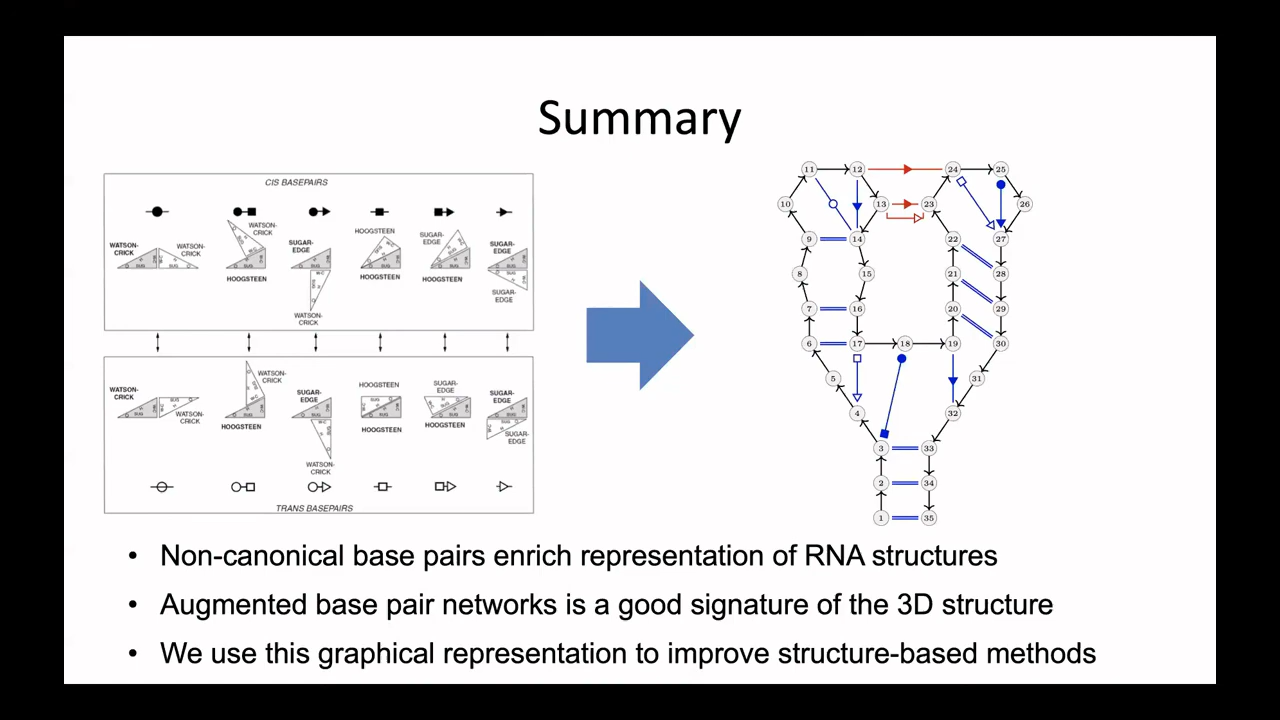 Summary
CIS BASEPAIRS
WATSON-
CRICK
WATSON-
CRICK
WATSON-
CRICK
HOOGSTEEN
SUGAR-
EDGE
WATSON-
CRICK
HOOGSTEEN
HOOGSTEEN
SUGAR-
EDGE
HOOGSTEEN
SUGAR-
EDGE
SUGAR-
EDGE
WATSON-
CRICK
WATSON-
CRICK
WATSON-
CRICK
HOOGSTEEN
SUGAR-
EDGE
WATSON-
CRICK
HOOGSTEEN
HOOGSTEEN
SUGAR-
EDGE
HOOGSTEEN
SUGAR-
EDGE
SUGAR-
EDGE
TRANS BASEPAIRS
11 12 24 25
10 13 23 26
9 14 22 27
8 15 21 28
7 16 20 29
6 17 18 19 30
5 31
4 32
3 33
2 34
1 35
• Non-canonical base pairs enrich representation of RNA structures
• Augmented base pair networks is a good signature of the 3D structure
• We use this graphical representation to improve structure-based methods